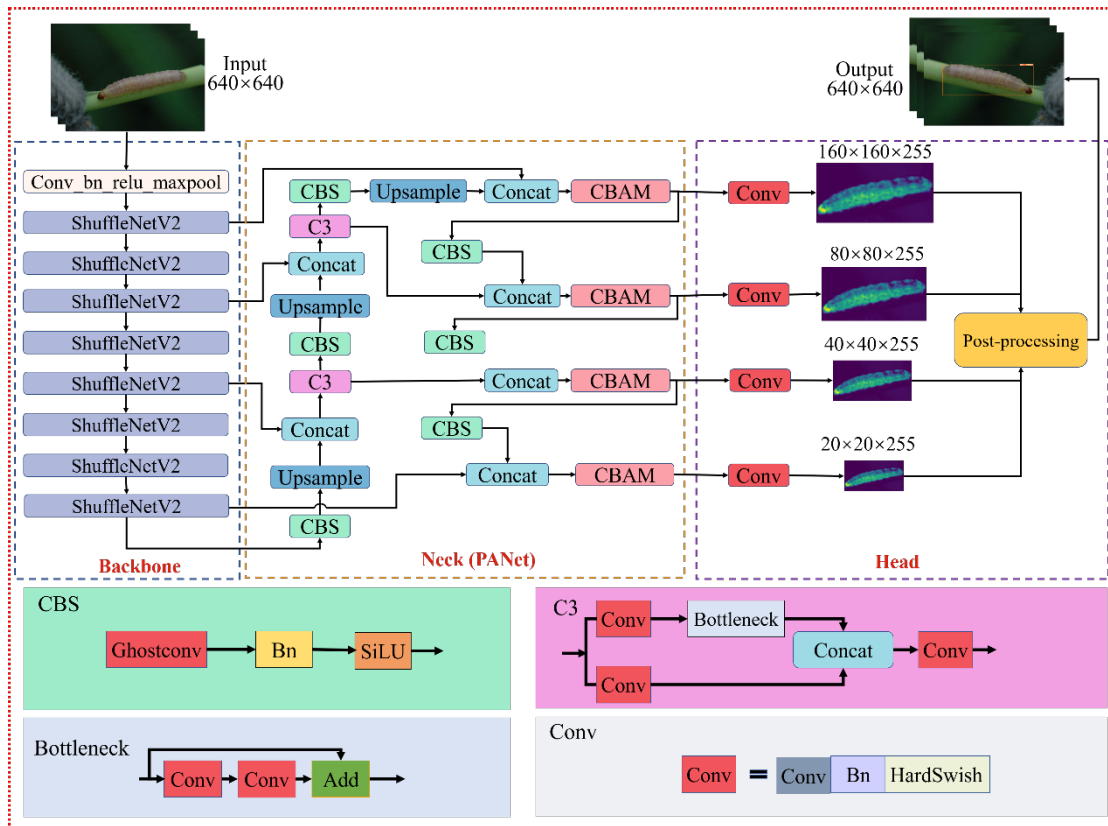 Input
640×640
Output
640×640
Conv_bn_relu_maxpool
ShuffleNetV2
ShuffleNetV2
ShuffleNetV2
ShuffleNetV2
ShuffleNetV2
ShuffleNetV2
ShuffleNetV2
ShuffleNetV2
Backbone
CBS
Upsample
Concat
CBAM
C3
CBS
Concat
Concat
CBAM
Upsample
CBS
CBS
C3
Concat
CBAM
CBS
Concat
Concat
CBAM
Upsample
CBS
Neck (PANet)
160×160×255
Conv
80×80×255
Conv
Post-processing
40×40×255
Conv
20×20×255
Conv
Head
CBS
Ghostconv
Bn
SiLU
C3
Conv
Bottleneck
Concat
Conv
Conv
Bottleneck
Conv
Conv
Add
Conv
Conv = Conv Bn HardSwish